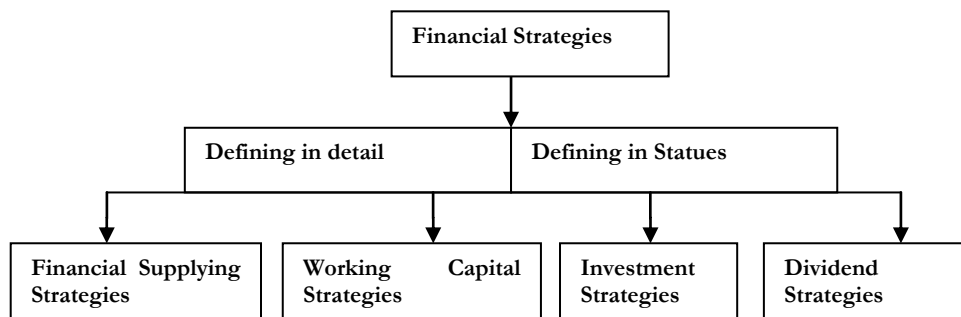 Financial Strategies
Defining in detail
Defining in Statues
Financial Supplying
Strategies
Working Capital
Strategies
Investment
Strategies
Dividend
Strategies